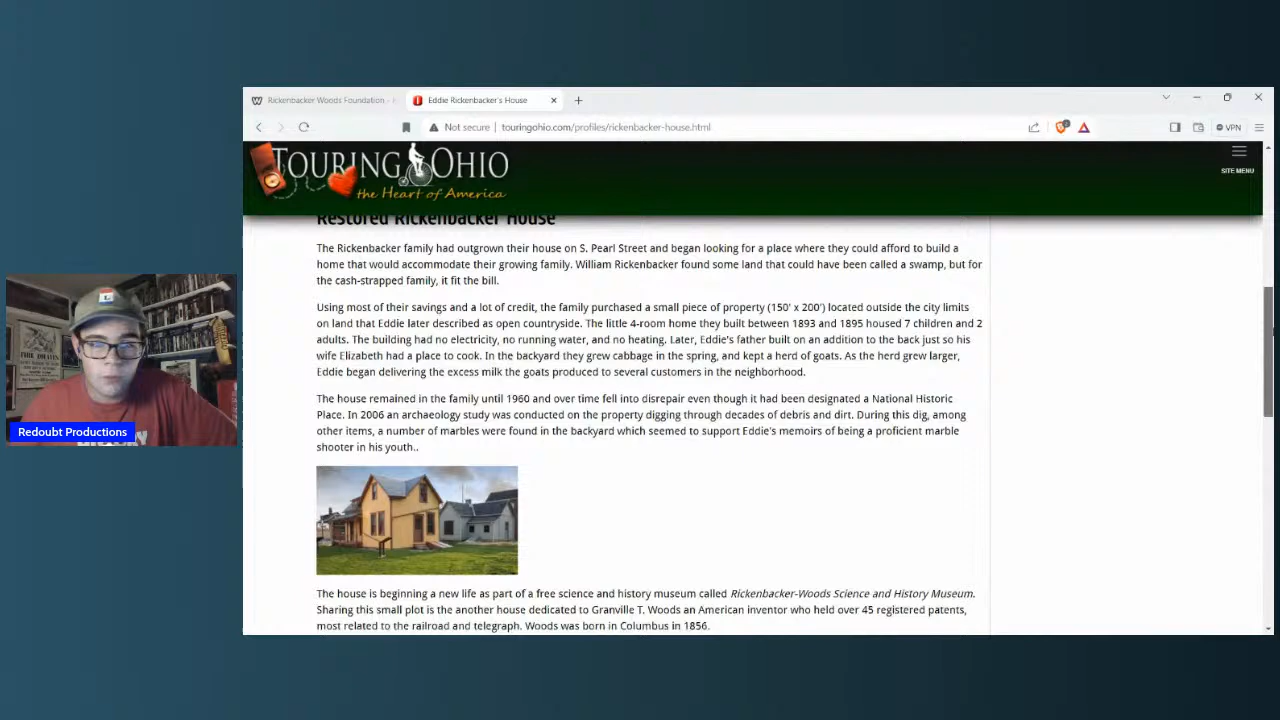 Rickenbacker Woods Foundation -
Eddie Rickenbacker's House
Not secure
touringohio.com/profiles/rickenbacker-house.html
2
VPN
TOURING OHIO
the Heart of America
SITE MENU
Restored Rickenbacker House
The Rickenbacker family had outgrown their house on S. Pearl Street and began looking for a place where they could afford to build a
home that would accommodate their growing family. William Rickenbacker found some land that could have been called a swamp, but for
the cash-strapped family, it fit the bill.
Using most of their savings and a lot of credit, the family purchased a small piece of property (150' x 200') located outside the city limits
on land that Eddie later described as open countryside. The little 4-room home they built between 1893 and 1895 housed 7 children and 2
adults. The building had no electricity, no running water, and no heating. Later, Eddie's father built on an addition to the back just so his
wife Elizabeth had a place to cook. In the backyard they grew cabbage in the spring, and kept a herd of goats. As the herd grew larger,
Eddie began delivering the excess milk the goats produced to several customers in the neighborhood.
The house remained in the family until 1960 and over time fell into disrepair even though it had been designated a National Historic
Place. In 2006 an archaeology study was conducted on the property digging through decades of debris and dirt. During this dig, among
other items, a number of marbles were found in the backyard which seemed to support Eddie's memoirs of being a proficient marble
shooter in his youth..
The house is beginning a new life as part of a free science and history museum called Rickenbacker-Woods Science and History Museum.
Sharing this small plot is the another house dedicated to Granville T. Woods an American inventor who held over 45 registered patents,
most related to the railroad and telegraph. Woods was born in Columbus in 1856.
Redoubt Productions